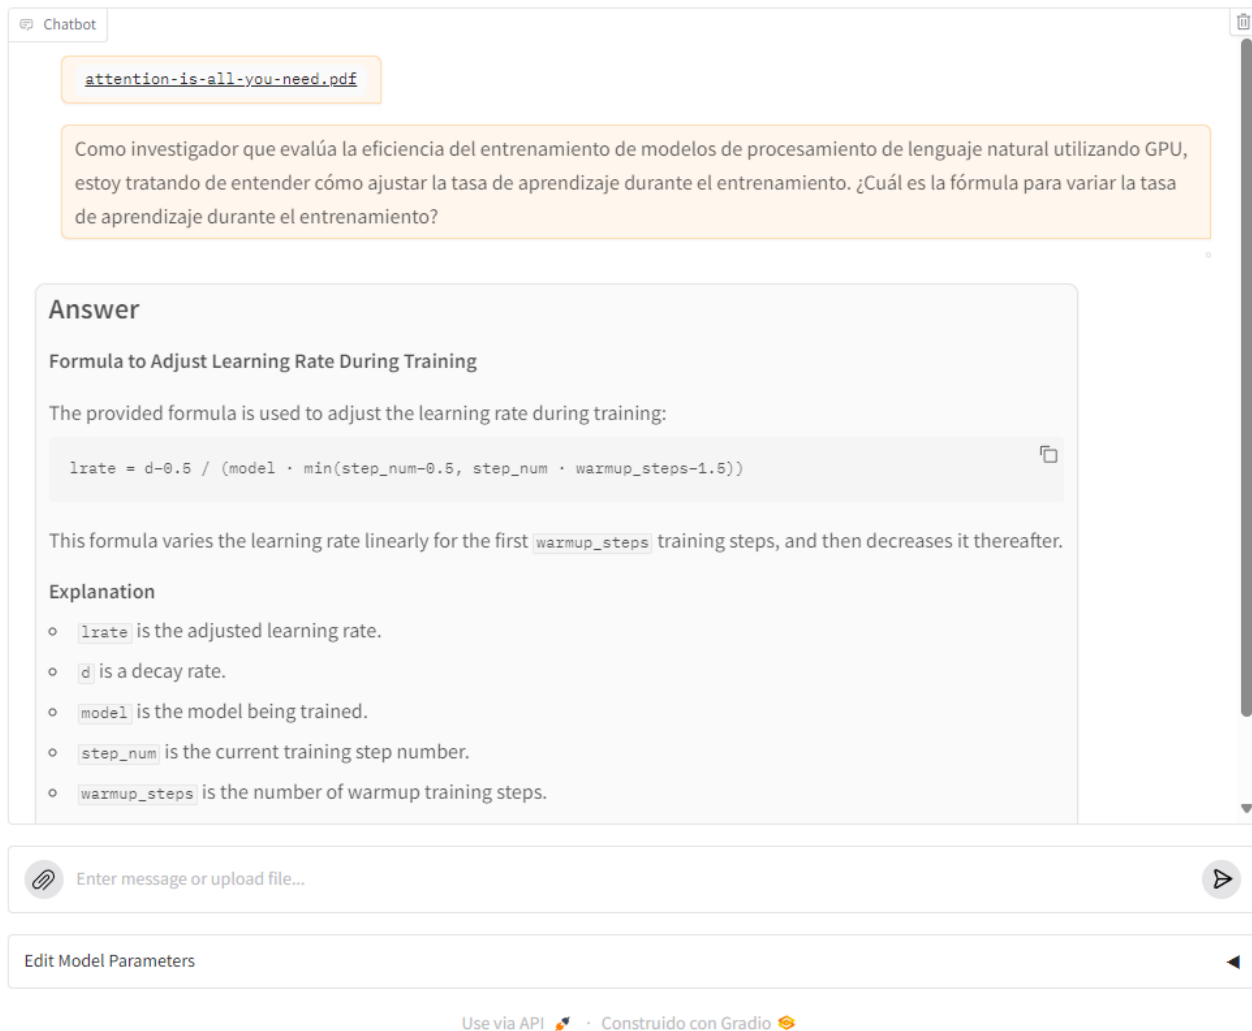 Chatbot
attention-is-all-you-need.pdf
Como investigador que evalúa la eficiencia del entrenamiento de modelos de procesamiento de lenguaje natural utilizando GPU,
estoy tratando de entender cómo ajustar la tasa de aprendizaje durante el entrenamiento. ¿Cuál es la fórmula para variar la tasa
de aprendizaje durante el entrenamiento?
Answer
Formula to Adjust Learning Rate During Training
The provided formula is used to adjust the learning rate during training:
lrate = d−0.5 / (model · min(step_num−0.5, step_num · warmup_steps−1.5))
This formula varies the learning rate linearly for the first warmup_steps training steps, and then decreases it thereafter.
Explanation
lrate is the adjusted learning rate.
d is a decay rate.
model is the model being trained.
step_num is the current training step number.
warmup_steps is the number of warmup training steps.
Enter message or upload file...
Edit Model Parameters
Use via API · Construido con Gradio